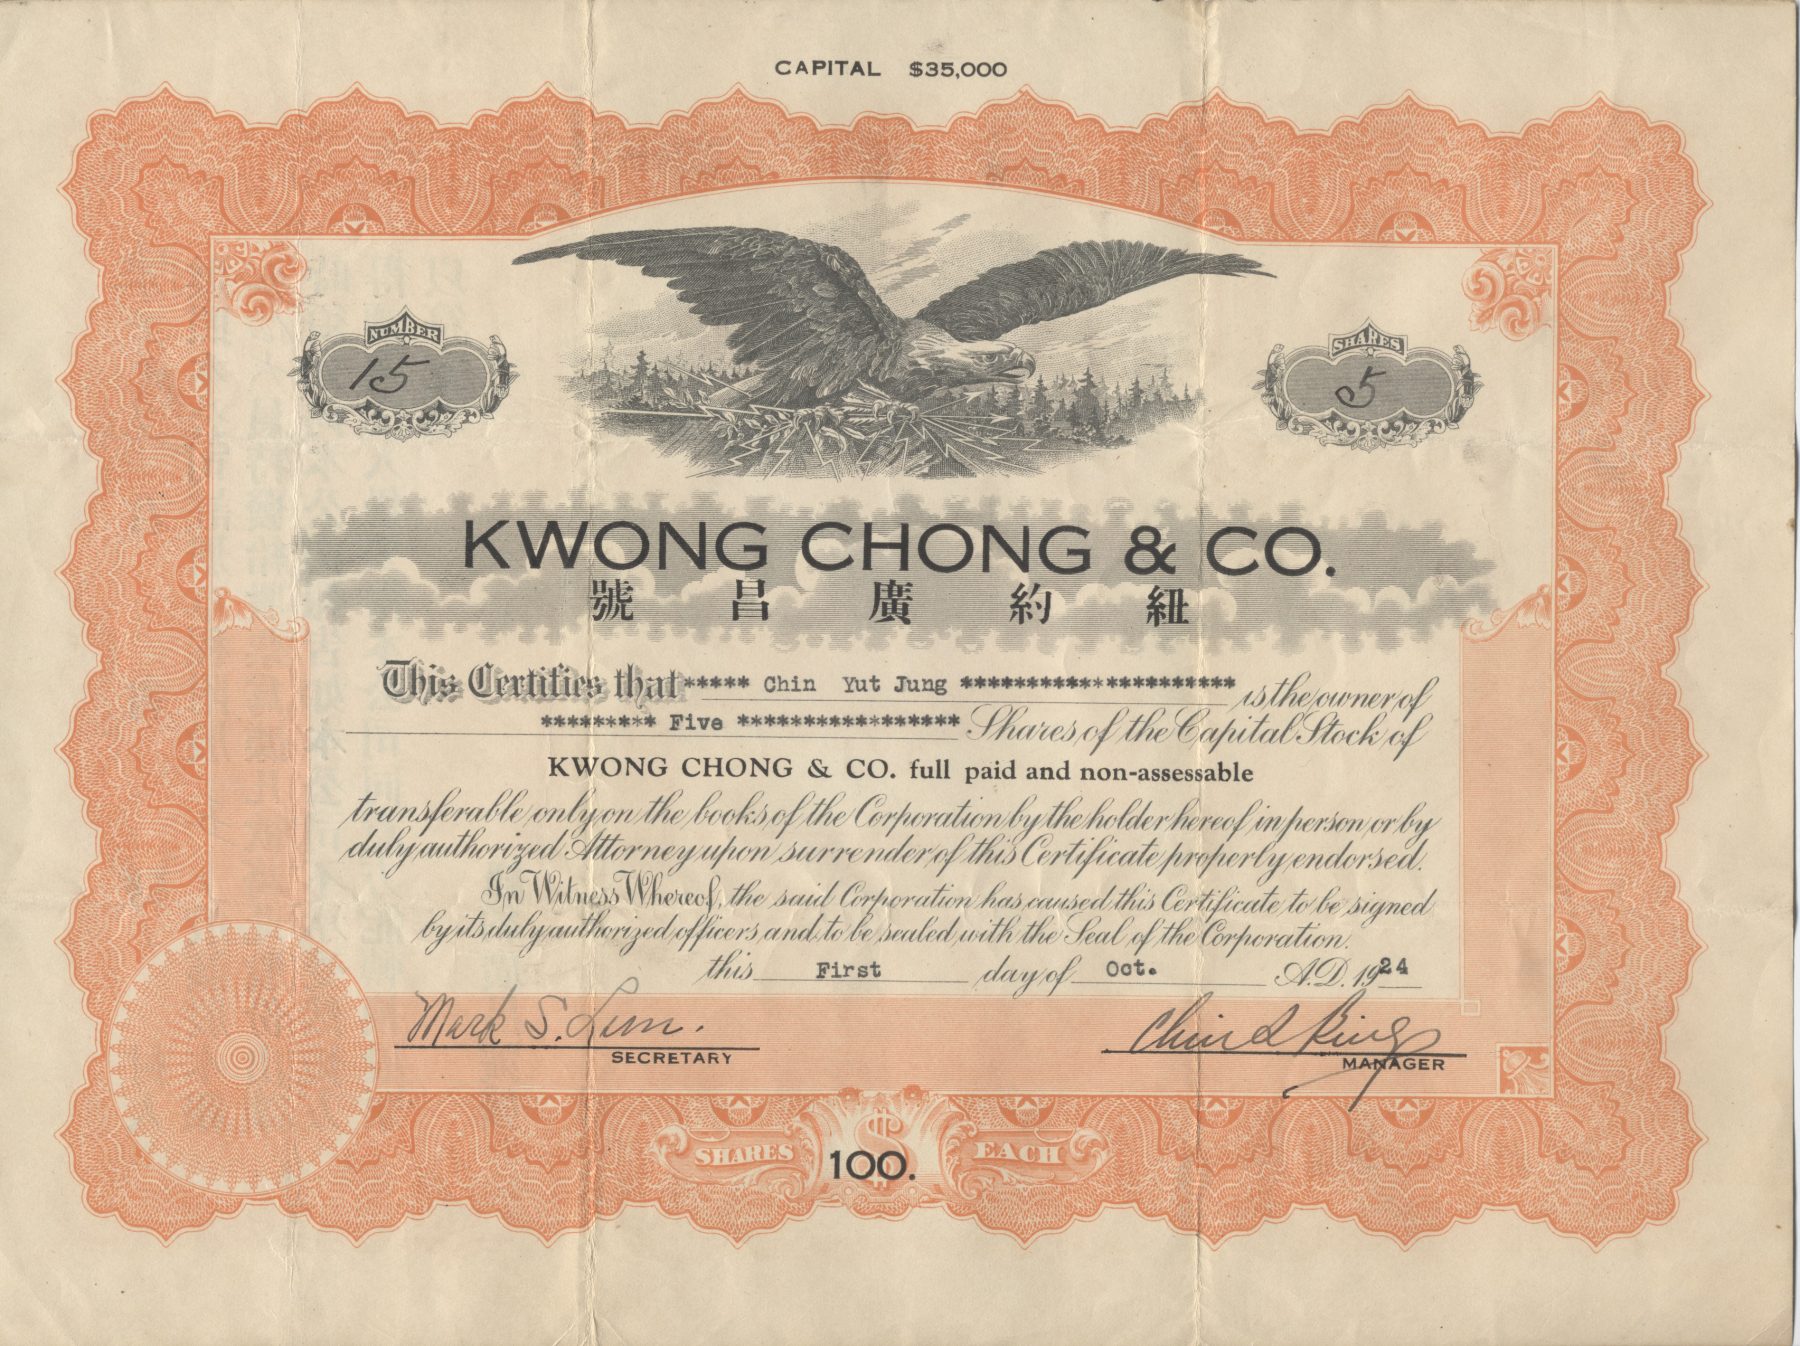 CAPITAL $35,000
NUMBER
15
SHARES
5
KWONG CHONG & CO.
號昌廣約紐
This Certifies that ***** Chin Yut Jung ********************* is the owner of
********* Five ***************** Shares of the Capital Stock of
KWONG CHONG & CO. full paid and non-assessable
transferable only on the books of the Corporation by the holder hereof in person or by
duly authorized Attorney upon surrender of this Certificate properly endorsed.
In Witness Whereof, the said Corporation has caused this Certificate to be signed
by its duly authorized officers and to be sealed with the Seal of the Corporation.
this First day of Oct. A.D. 1924
Mark S. Lum.
SECRETARY
MANAGER
SHARES $ EACH
100.